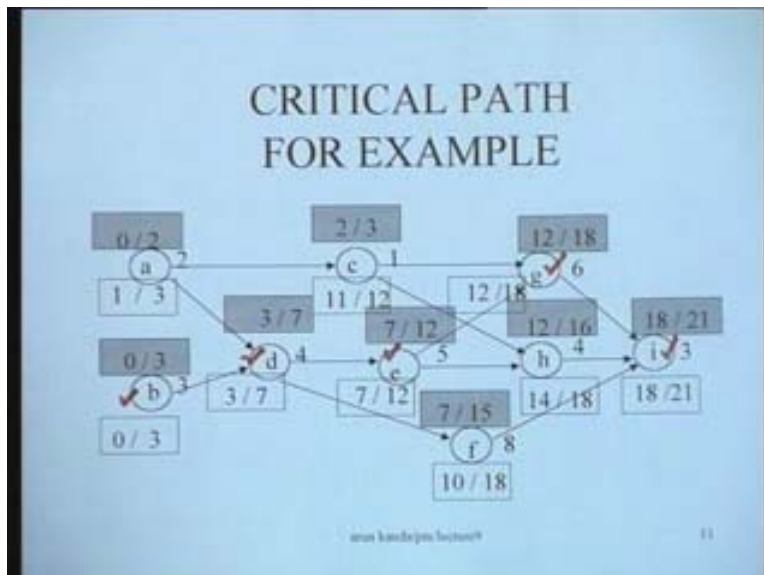 CRITICAL PATH
FOR EXAMPLE
0 / 2
2 / 3
12 / 18
a 2
c 1
g 6
1 / 3
11 / 12
12 /18
3 / 7
7 / 12
12 / 16
18 / 21
0 / 3
b 3
d 4
e 5
h 4
i 3
3 / 7
7 / 12
14 / 18
18 /21
0 / 3
7 / 15
f 8
10 / 18
11